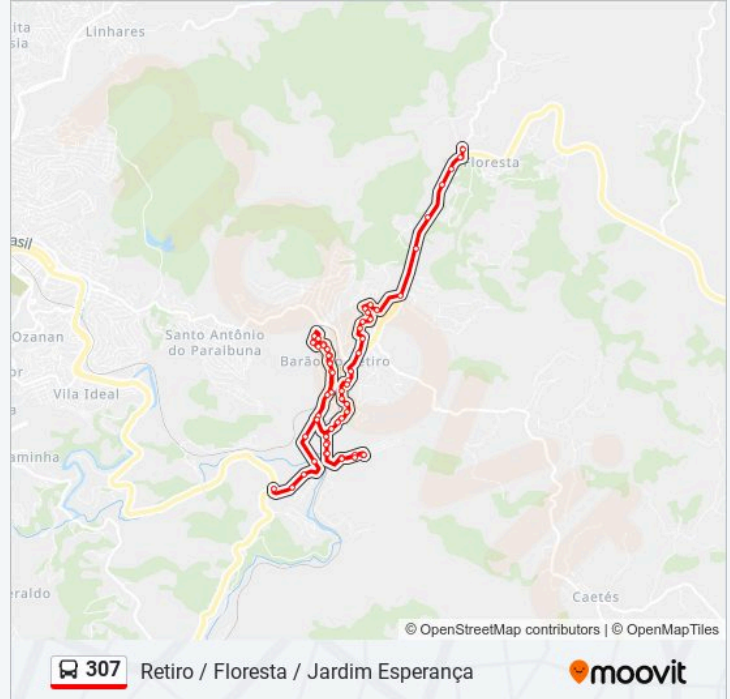 Linhares
Floresta
Ozanan
Santo Antônio
do Paraibuna
Vila Ideal
Caetés
© OpenStreetMap contributors | © OpenMapTiles
307
Retiro / Floresta / Jardim Esperança
moovit